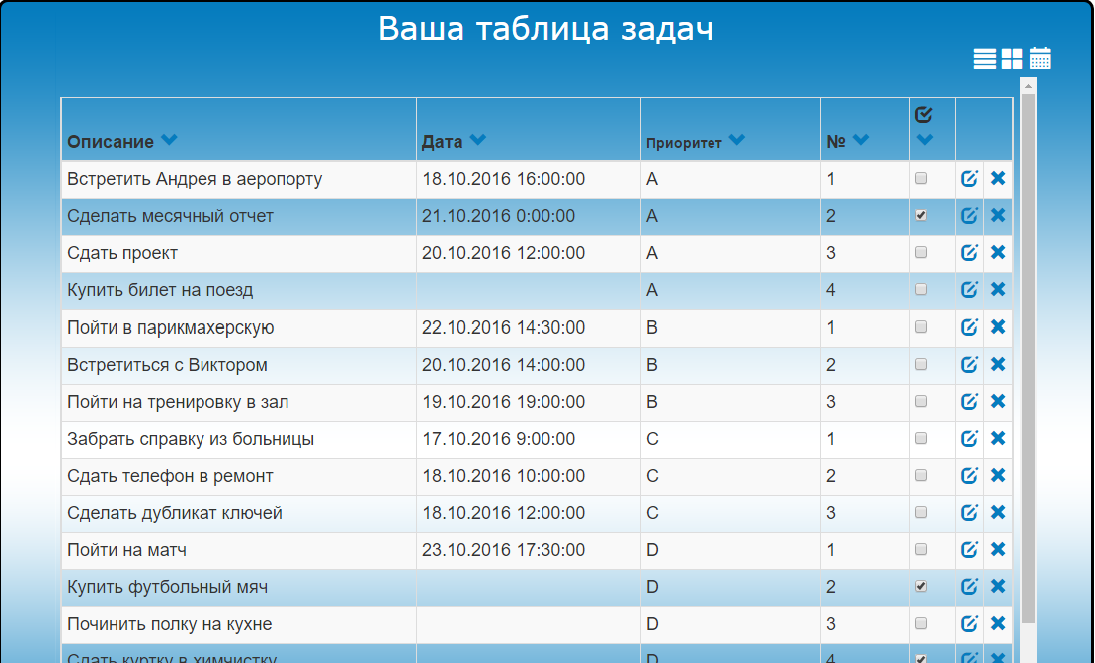 Ваша таблица задач
Описание Дата Приоритет №
Встретить Андрея в аеропорту 18.10.2016 16:00:00 A 1
Сделать месячный отчет 21.10.2016 0:00:00 A 2
Сдать проект 20.10.2016 12:00:00 A 3
Купить билет на поезд A 4
Пойти в парикмахерскую 22.10.2016 14:30:00 B 1
Встретиться с Виктором 20.10.2016 14:00:00 B 2
Пойти на тренировку в зал 19.10.2016 19:00:00 B 3
Забрать справку из больницы 17.10.2016 9:00:00 C 1
Сдать телефон в ремонт 18.10.2016 10:00:00 C 2
Сделать дубликат ключей 18.10.2016 12:00:00 C 3
Пойти на матч 23.10.2016 17:30:00 D 1
Купить футбольный мяч D 2
Починить полку на кухне D 3
Сдать куртку в химчистку D 4